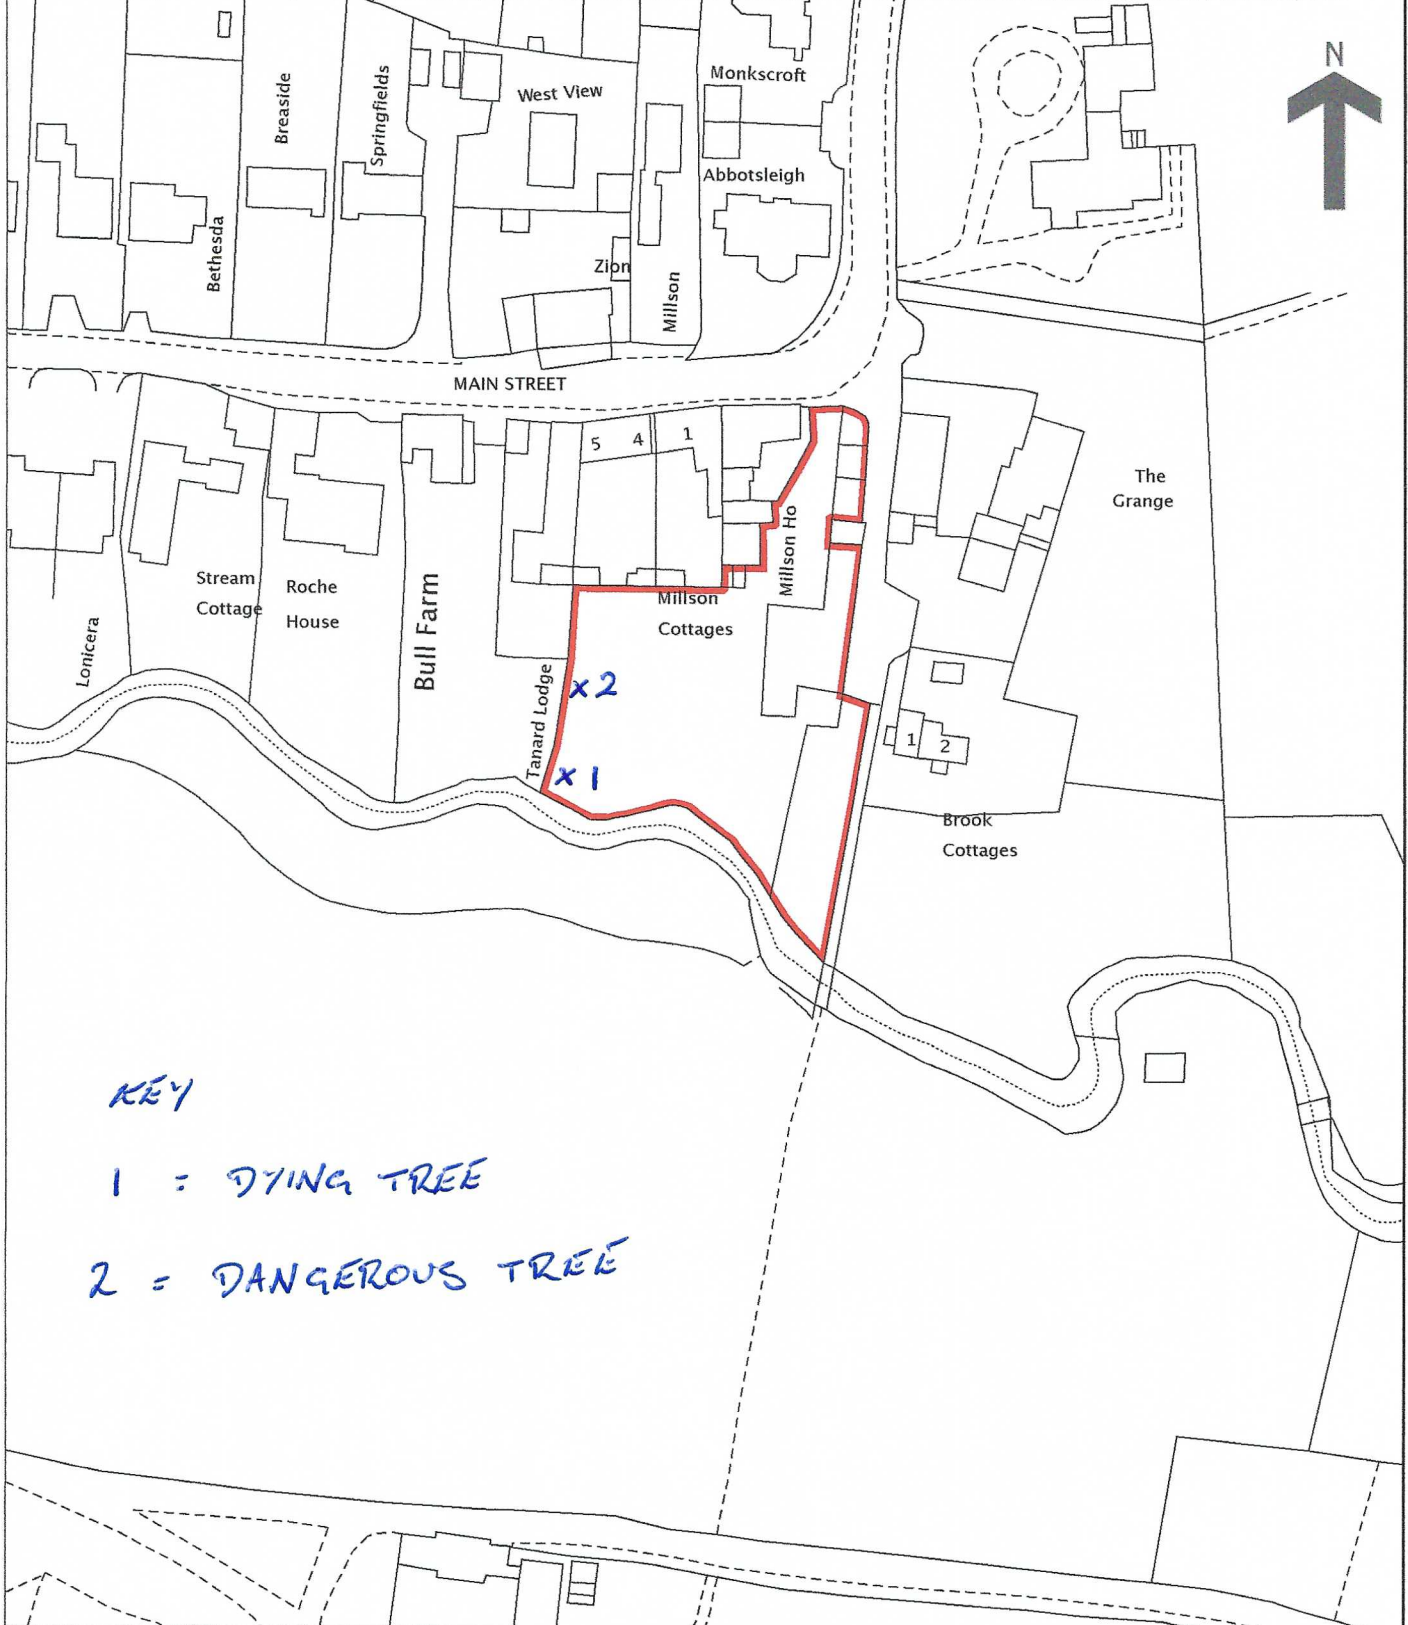 N
Monkscroft
West View
Breaside
Springfields
Abbotsleigh
Bethesda
Zion
Millson
MAIN STREET
5
4
1
The
Grange
Millson Ho
Stream
Cottage
Roche
House
Bull Farm
Millson
Cottages
Lonicera
Tanard Lodge
x 2
x 1
1
2
Brook
Cottages
KEY
1 = DYING TREE
2 = DANGEROUS TREE